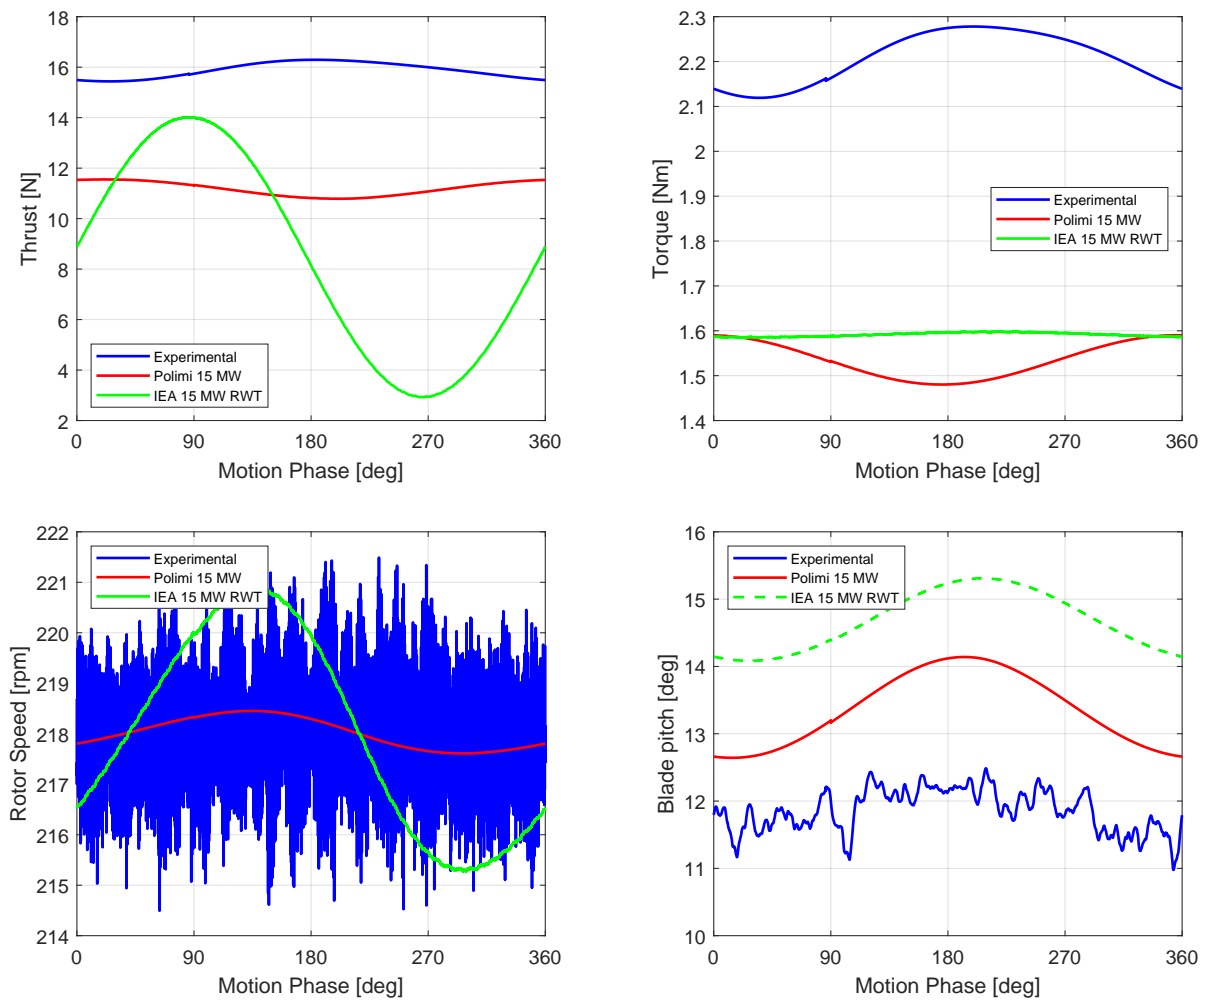 18
16
14
12
10
8
6
4
2
Thrust [N]
Experimental
Polimi 15 MW
IEA 15 MW RWT
0
90
180
270
360
Motion Phase [deg]
2.3
2.2
2.1
2
1.9
1.8
1.7
1.6
1.5
1.4
Torque [Nm]
Experimental
Polimi 15 MW
IEA 15 MW RWT
0
90
180
270
360
Motion Phase [deg]
222
221
220
219
218
217
216
215
214
Rotor Speed [rpm]
Experimental
Polimi 15 MW
IEA 15 MW RWT
0
90
180
270
360
Motion Phase [deg]
16
15
14
13
12
11
10
Blade pitch [deg]
Experimental
Polimi 15 MW
IEA 15 MW RWT
0
90
180
270
360
Motion Phase [deg]